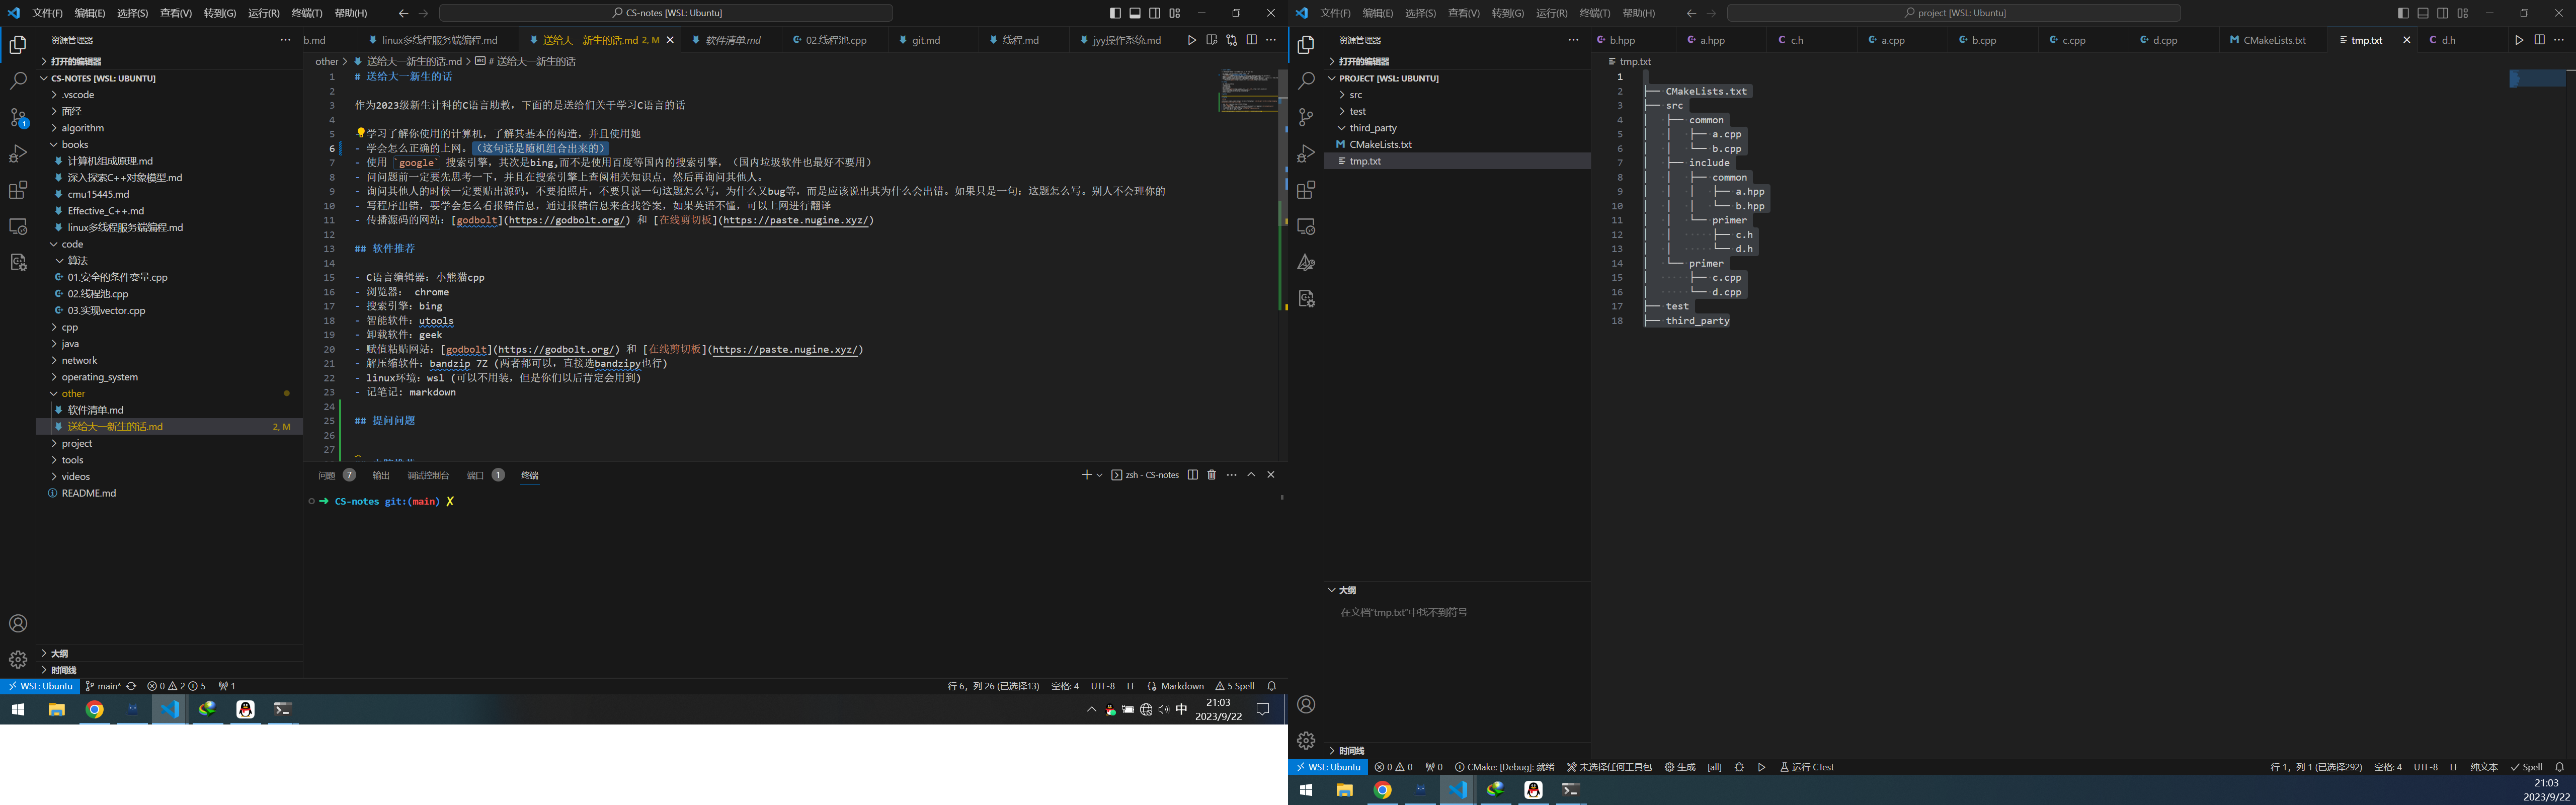 文件(F) 编辑(E) 选择(S) 查看(V) 转到(G) 运行(R) 终端(T) 帮助(H)
CS-notes [WSL: Ubuntu]
资源管理器
打开的编辑器
CS-NOTES [WSL: UBUNTU]
.vscode
面经
algorithm
books
计算机组成原理.md
深入探索C++对象模型.md
cmu15445.md
Effective_C++.md
linux多线程服务端编程.md
code
算法
01.安全的条件变量.cpp
02.线程池.cpp
03.实现vector.cpp
cpp
java
network
operating_system
other
软件清单.md
送给大一新生的话.md 2, M
project
tools
videos
README.md
大纲
时间线
b.md linux多线程服务端编程.md 送给大一新生的话.md 2, M 软件清单.md 02.线程池.cpp git.md 线程.md jyy操作系统.md
other > 送给大一新生的话.md > # 送给大一新生的话
1 # 送给大一新生的话
2
3 作为2023级新生计科的C语言助教，下面的是送给们关于学习C语言的话
4
5 学习了解你使用的计算机，了解其基本的构造，并且使用她
6 - 学会怎么正确的上网。（这句话是随机组合出来的）
7 - 使用 `google` 搜索引擎，其次是bing,而不是使用百度等国内的搜索引擎，（国内垃圾软件也最好不要用）
8 - 问问题前一定要先思考一下，并且在搜索引擎上查阅相关知识点，然后再询问其他人。
9 - 询问其他人的时候一定要贴出源码，不要拍照片，不要只说一句这题怎么写，为什么又bug等，而是应该说出其为什么会出错。如果只是一句：这题怎么写。别人不会理你的
10 - 写程序出错，要学会怎么看报错信息，通过报错信息来查找答案，如果英语不懂，可以上网进行翻译
11 - 传播源码的网站：[godbolt](https://godbolt.org/) 和 [在线剪切板](https://paste.nugine.xyz/)
12
13 ## 软件推荐
14
15 - C语言编辑器：小熊猫cpp
16 - 浏览器： chrome
17 - 搜索引擎：bing
18 - 智能软件：utools
19 - 卸载软件：geek
20 - 赋值粘贴网站：[godbolt](https://godbolt.org/) 和 [在线剪切板](https://paste.nugine.xyz/)
21 - 解压缩软件：bandzip 7Z (两者都可以，直接选bandzipy也行)
22 - linux环境：wsl (可以不用装，但是你们以后肯定会用到)
23 - 记笔记: markdown
24
25 ## 提问问题
26
27
问题 7 输出 调试控制台 端口 1 终端
zsh - CS-notes
CS-notes git:(main) ✗
WSL: Ubuntu main* 0 2 5 1
行 6，列 26 (已选择13) 空格: 4 UTF-8 LF Markdown 5 Spell
中
21:03
2023/9/22
文件(F) 编辑(E) 选择(S) 查看(V) 转到(G) 运行(R) 终端(T) 帮助(H)
project [WSL: Ubuntu]
资源管理器
打开的编辑器
PROJECT [WSL: UBUNTU]
src
test
third_party
CMakeLists.txt
tmp.txt
大纲
在文档"tmp.txt"中找不到符号
时间线
b.hpp a.hpp c.h a.cpp b.cpp c.cpp d.cpp CMakeLists.txt tmp.txt d.h
tmp.txt
1
2 ├── CMakeLists.txt
3 ├── src
4 │ ├── common
5 │ │ ├── a.cpp
6 │ │ └── b.cpp
7 │ ├── include
8 │ │ ├── common
9 │ │ │ ├── a.hpp
10 │ │ │ └── b.hpp
11 │ │ └── primer
12 │ │ ├── c.h
13 │ │ └── d.h
14 │ └── primer
15 │ ├── c.cpp
16 │ └── d.cpp
17 ├── test
18 ├── third_party
WSL: Ubuntu 0 0 0 CMake: [Debug]: 就绪 未选择任何工具包 生成 [all] 运行 CTest
行 1，列 1 (已选择292) 空格: 4 UTF-8 LF 纯文本 Spell
21:03
2023/9/22